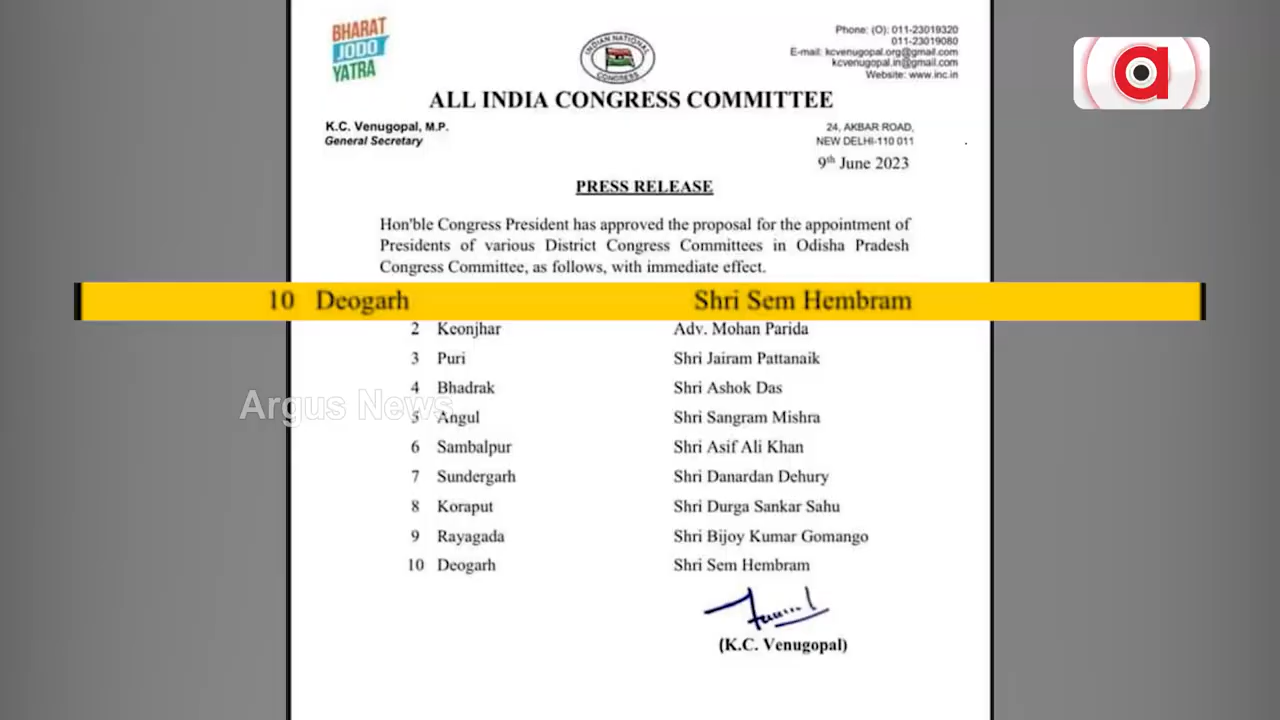 BHARAT
JODO
YATRA
INDIAN NATIONAL
CONGRESS
Phone: (O): 011-23019320
011-23019080
E-mail: kcvenugopal.org@gmail.com
kcvenugopal.in@gmail.com
Website: www.inc.in
a
ALL INDIA CONGRESS COMMITTEE
K.C. Venugopal, M.P.
General Secretary
24, AKBAR ROAD,
NEW DELHI-110 011
9th June 2023
PRESS RELEASE
Hon'ble Congress President has approved the proposal for the appointment of
Presidents of various District Congress Committees in Odisha Pradesh
Congress Committee, as follows, with immediate effect.
10 Deogarh Shri Sem Hembram
2 Keonjhar Adv. Mohan Parida
3 Puri Shri Jairam Pattanaik
4 Bhadrak Shri Ashok Das
Argus News
5 Angul Shri Sangram Mishra
6 Sambalpur Shri Asif Ali Khan
7 Sundergarh Shri Danardan Dehury
8 Koraput Shri Durga Sankar Sahu
9 Rayagada Shri Bijoy Kumar Gomango
10 Deogarh Shri Sem Hembram
(K.C. Venugopal)